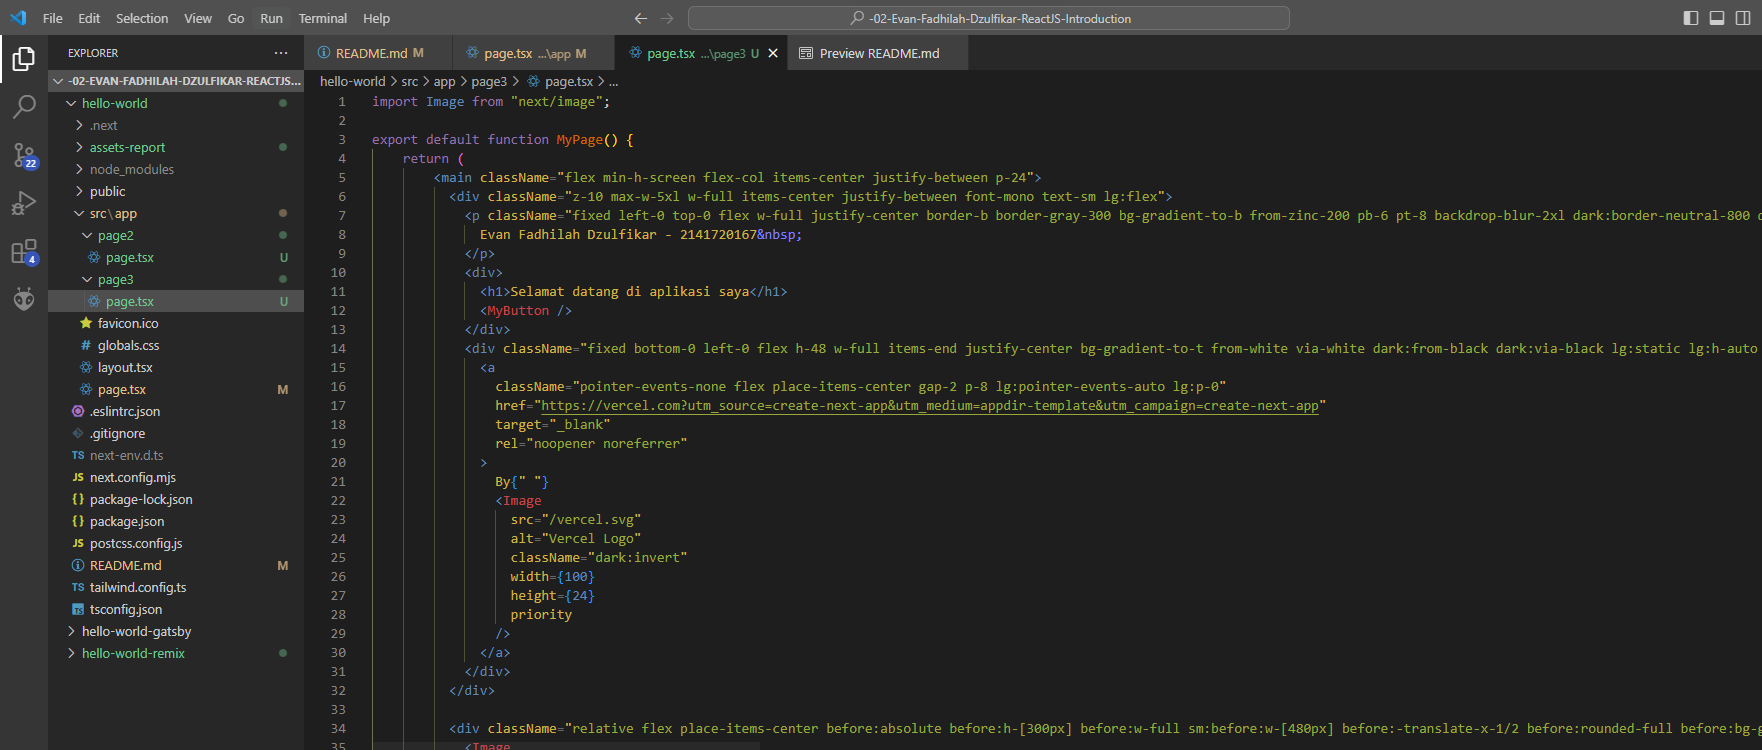 File Edit Selection View Go Run Terminal Help
-02-Evan-Fadhilah-Dzulfikar-ReactJS-Introduction
EXPLORER
-02-EVAN-FADHILAH-DZULFIKAR-REACTJS...
hello-world
.next
assets-report
node_modules
public
src\app
page2
page.tsx U
page3
page.tsx U
favicon.ico
globals.css
layout.tsx
page.tsx M
.eslintrc.json
.gitignore
next-env.d.ts
next.config.mjs
package-lock.json
package.json
postcss.config.js
README.md M
tailwind.config.ts
tsconfig.json
hello-world-gatsby
hello-world-remix
22
4
README.md M
page.tsx ...\app M
page.tsx ...\page3 U
Preview README.md
hello-world > src > app > page3 > page.tsx > ...
1 import Image from "next/image";
2
3 export default function MyPage() {
4 return (
5 <main className="flex min-h-screen flex-col items-center justify-between p-24">
6 <div className="z-10 max-w-5xl w-full items-center justify-between font-mono text-sm lg:flex">
7 <p className="fixed left-0 top-0 flex w-full justify-center border-b border-gray-300 bg-gradient-to-b from-zinc-200 pb-6 pt-8 backdrop-blur-2xl dark:border-neutral-800
8 Evan Fadhilah Dzulfikar - 2141720167&nbsp;
9 </p>
10 <div>
11 <h1>Selamat datang di aplikasi saya</h1>
12 <MyButton />
13 </div>
14 <div className="fixed bottom-0 left-0 flex h-48 w-full items-end justify-center bg-gradient-to-t from-white via-white dark:from-black dark:via-black lg:static lg:h-auto
15 <a
16 className="pointer-events-none flex place-items-center gap-2 p-8 lg:pointer-events-auto lg:p-0"
17 href="https://vercel.com?utm_source=create-next-app&utm_medium=appdir-template&utm_campaign=create-next-app"
18 target="_blank"
19 rel="noopener noreferrer"
20 >
21 By{" "}
22 <Image
23 src="/vercel.svg"
24 alt="Vercel Logo"
25 className="dark:invert"
26 width={100}
27 height={24}
28 priority
29 />
30 </a>
31 </div>
32 </div>
33
34 <div className="relative flex place-items-center before:absolute before:h-[300px] before:w-full sm:before:w-[480px] before:-translate-x-1/2 before:rounded-full before:bg-
35 <Image